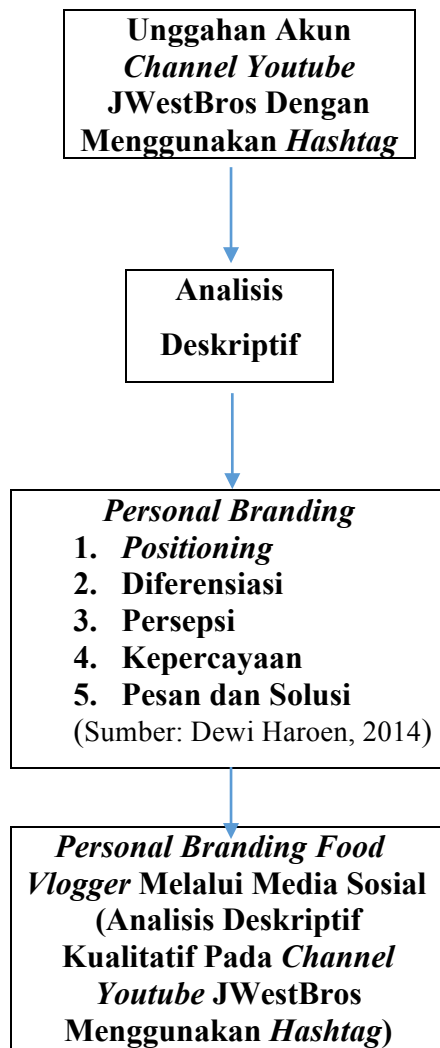 Unggahan Akun
Channel Youtube
JWestBros Dengan
Menggunakan Hashtag
Analisis
Deskriptif
Personal Branding
1. Positioning
2. Diferensiasi
3. Persepsi
4. Kepercayaan
5. Pesan dan Solusi
(Sumber: Dewi Haroen, 2014)
Personal Branding Food
Vlogger Melalui Media Sosial
(Analisis Deskriptif
Kualitatif Pada Channel
Youtube JWestBros
Menggunakan Hashtag)